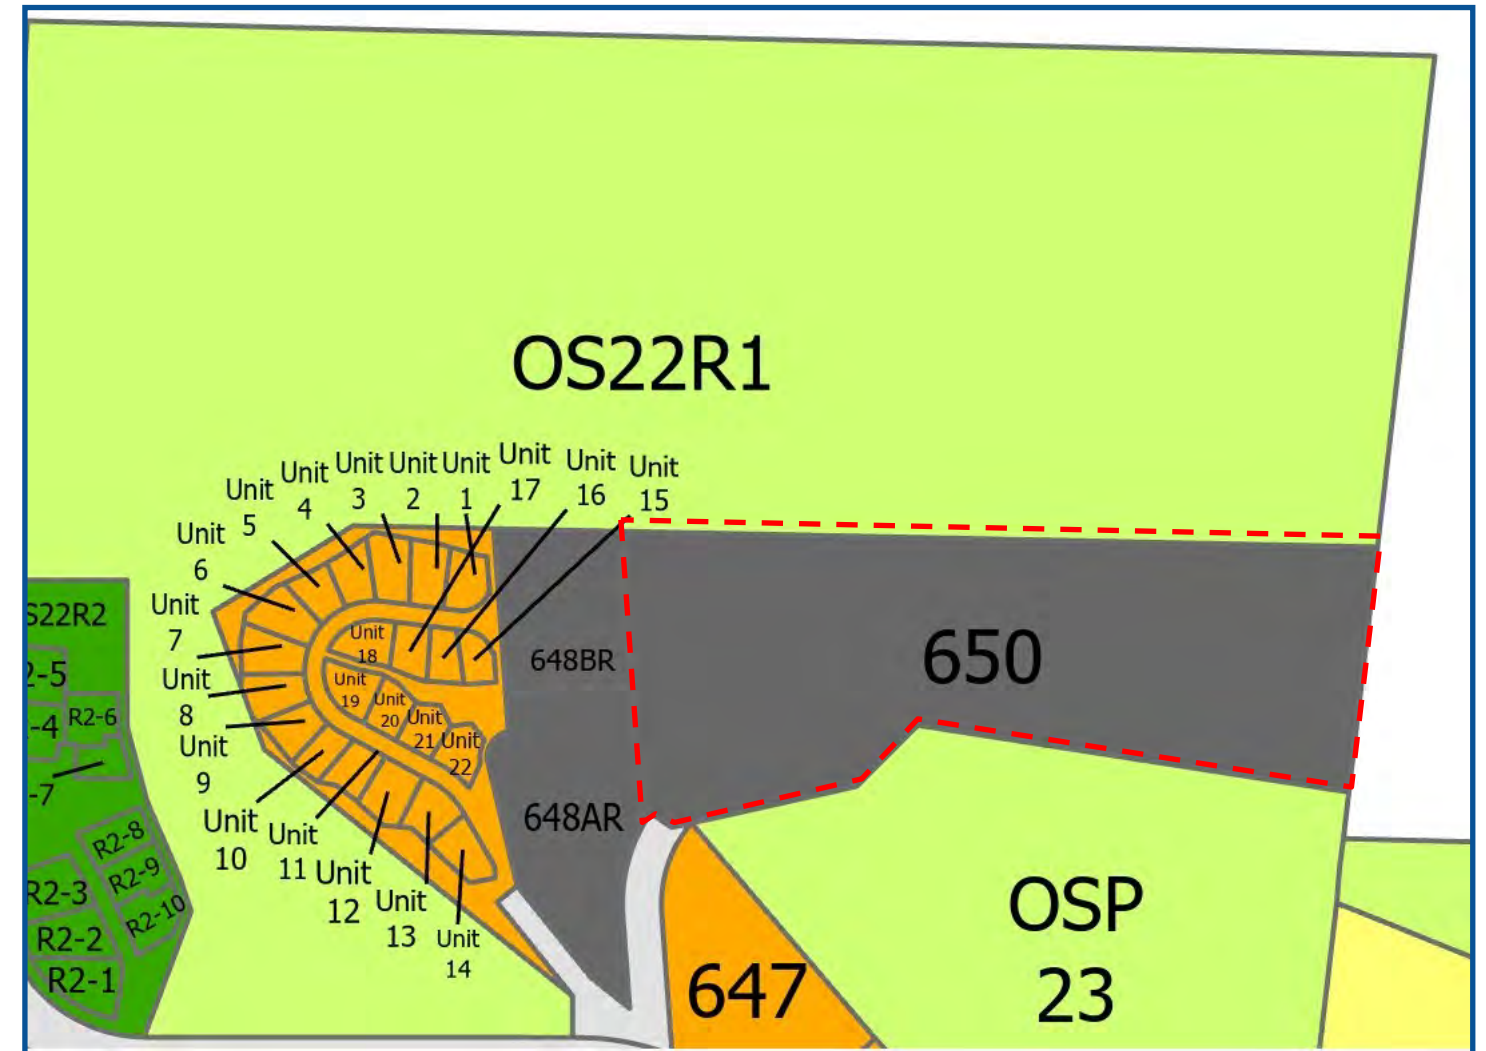 OS22R1
Unit
1
Unit
2
Unit
3
Unit
4
Unit
5
Unit
6
Unit
7
Unit
8
Unit
9
Unit
10
Unit
11
Unit
12
Unit
13
Unit
14
Unit
15
Unit
16
Unit
17
Unit
18
Unit
19
Unit
20
Unit
21
Unit
22
648BR
648AR
650
647
OSP
23
S22R2
2-5
-4
R2-6
-7
R2-8
R2-9
R2-10
R2-3
R2-2
R2-1